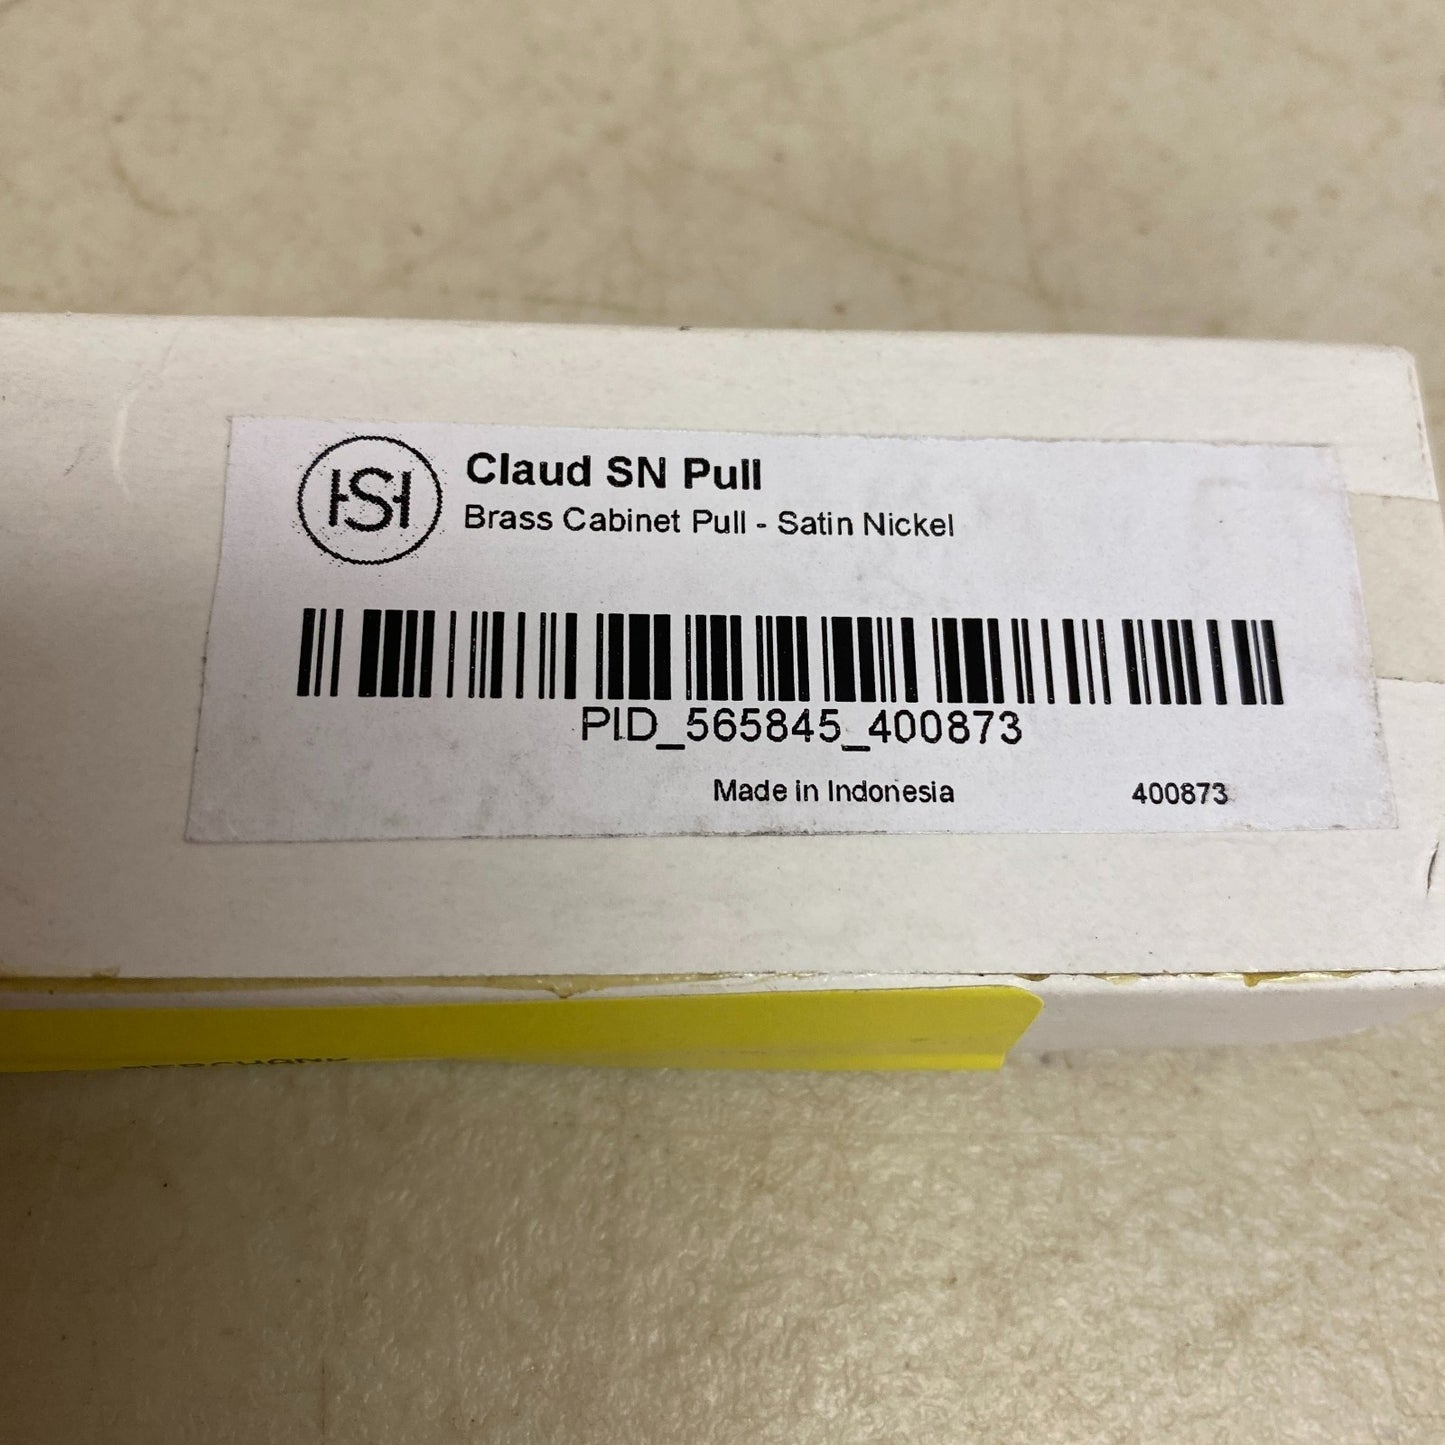 HSH
Claud SN Pull
Brass Cabinet Pull - Satin Nickel
PID_565845_400873
Made in Indonesia 400873